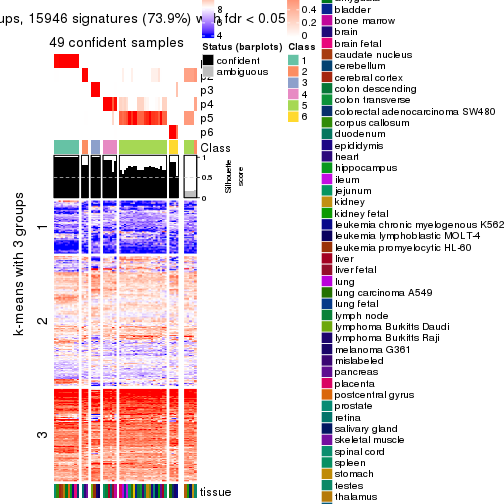 ups, 15946 signatures (73.9%) with fdr < 0.05
49 confident samples
p3
p4
p5
p6
Class
1
0.5
0
Silhouette
score
k-means with 3 groups
1
2
3
tissue
8
6
4
Status (barplots)
confident
ambiguous
0.4
0.2
0
Class
1
2
3
4
5
6
bladder
bone marrow
brain
brain fetal
caudate nucleus
cerebellum
cerebral cortex
colon descending
colon transverse
colorectal adenocarcinoma SW480
corpus callosum
duodenum
epididymis
heart
hippocampus
ileum
jejunum
kidney
kidney fetal
leukemia chronic myelogenous K562
leukemia lymphoblastic MOLT-4
leukemia promyelocytic HL-60
liver
liver fetal
lung
lung carcinoma A549
lung fetal
lymph node
lymphoma Burkitts Daudi
lymphoma Burkitts Raji
melanoma G361
mislabeled
pancreas
placenta
postcentral gyrus
prostate
retina
salivary gland
skeletal muscle
spinal cord
spleen
stomach
testes
thalamus